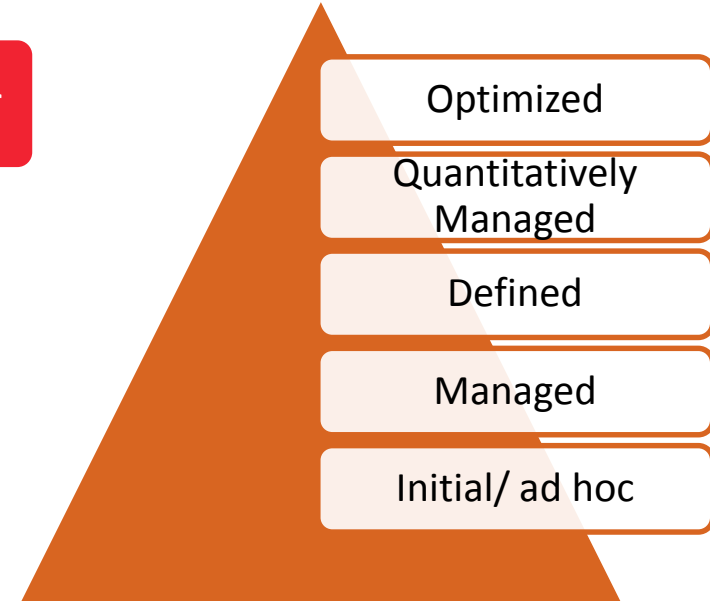 Optimized
Quantitatively
Managed
Defined
Managed
Initial/ ad hoc